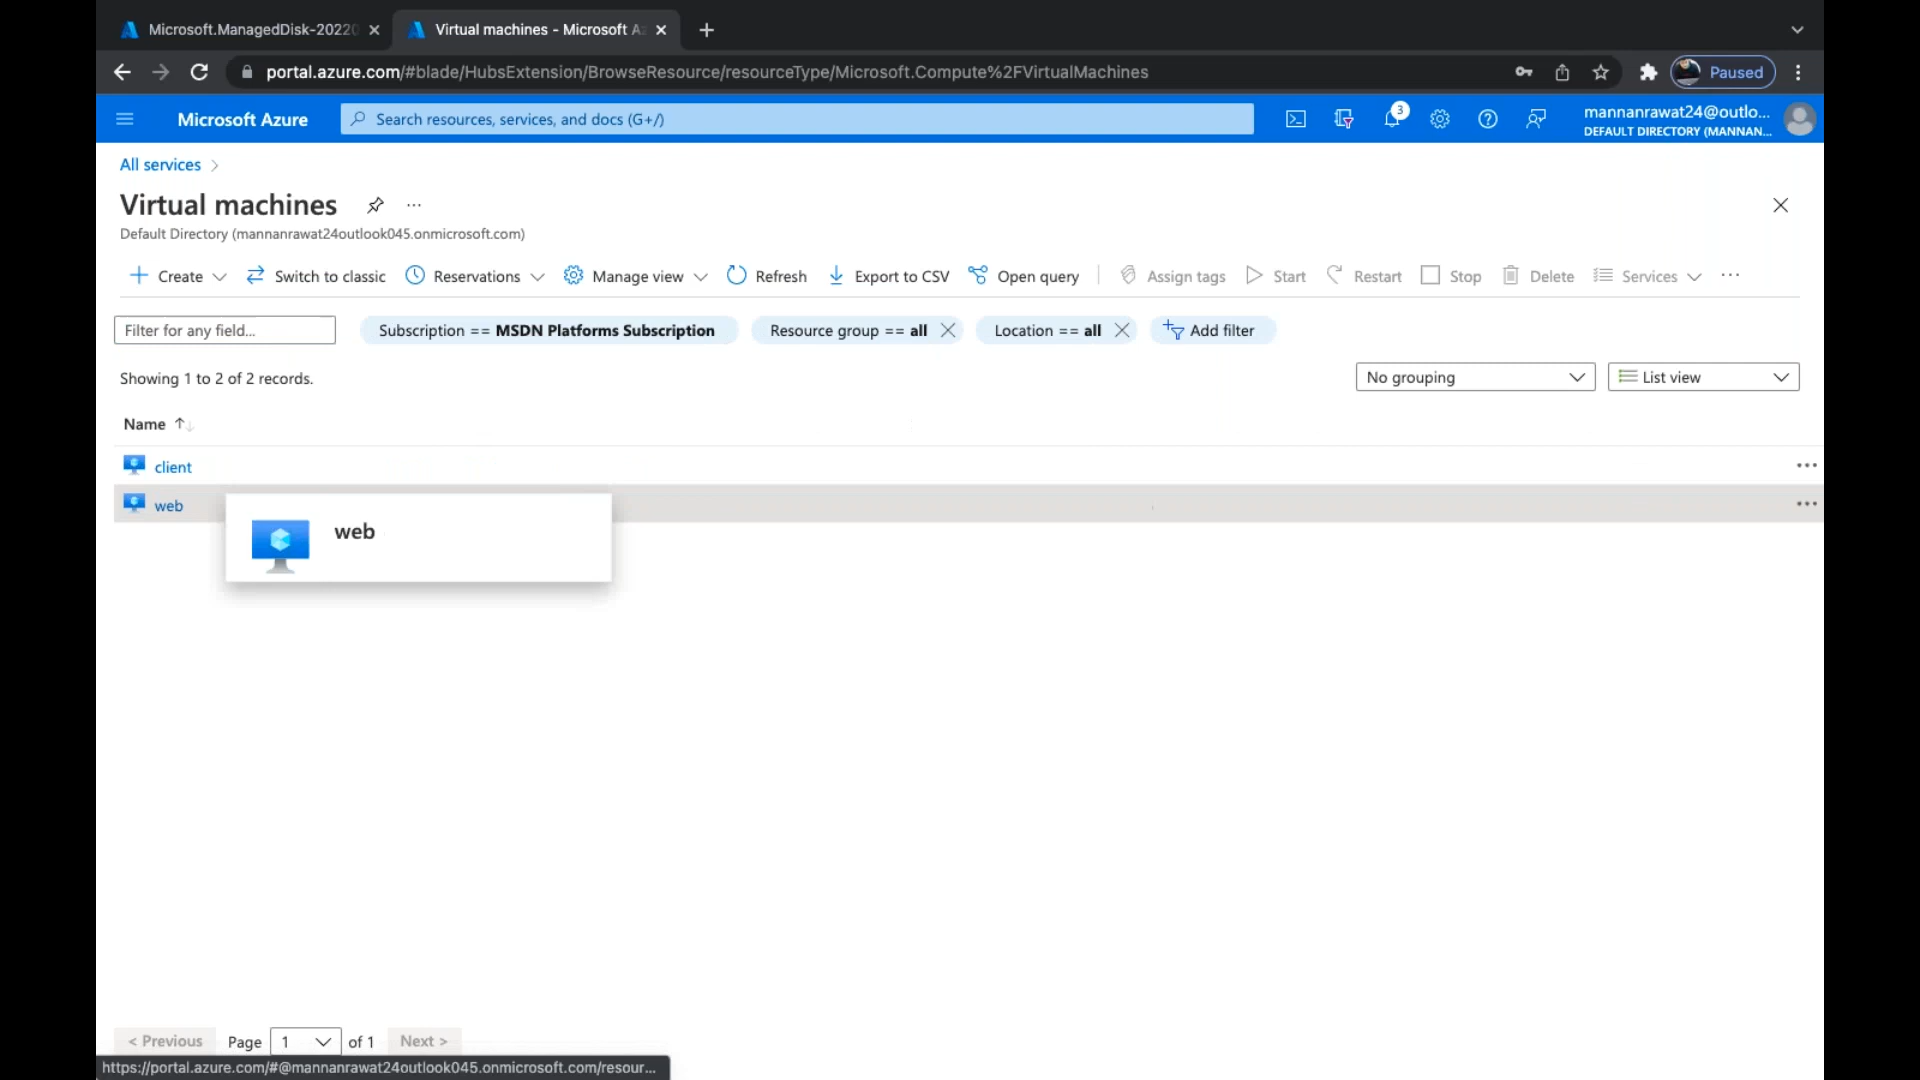 Microsoft.ManagedDisk-20220
Virtual machines - Microsoft Az
portal.azure.com/#blade/HubsExtension/BrowseResource/resourceType/Microsoft.Compute%2FVirtualMachines
Paused
Microsoft Azure
Search resources, services, and docs (G+/)
3
mannanrawat24@outlo...
DEFAULT DIRECTORY (MANNAN...
All services >
Virtual machines
Default Directory (mannanrawat24outlook045.onmicrosoft.com)
Create Switch to classic Reservations Manage view Refresh Export to CSV Open query Assign tags Start Restart Stop Delete Services
Filter for any field... Subscription == MSDN Platforms Subscription Resource group == all Location == all Add filter
Showing 1 to 2 of 2 records. No grouping List view
Name
client
web
web
< Previous Page 1 of 1 Next >
https://portal.azure.com/#@mannanrawat24outlook045.onmicrosoft.com/resour...